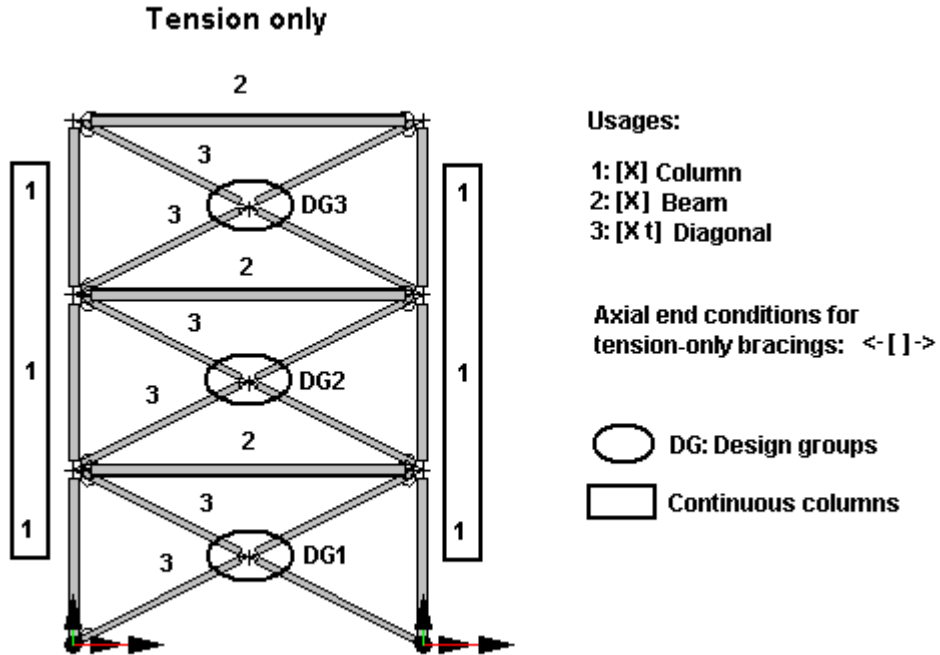 Tension only
2
3
DG3
3
2
3
DG2
3
2
3
DG1
3
1
1
1
1
1
1
Usages:
1: [X] Column
2: [X] Beam
3: [X t] Diagonal
Axial end conditions for
tension-only bracings: <-[ ]->
DG: Design groups
Continuous columns